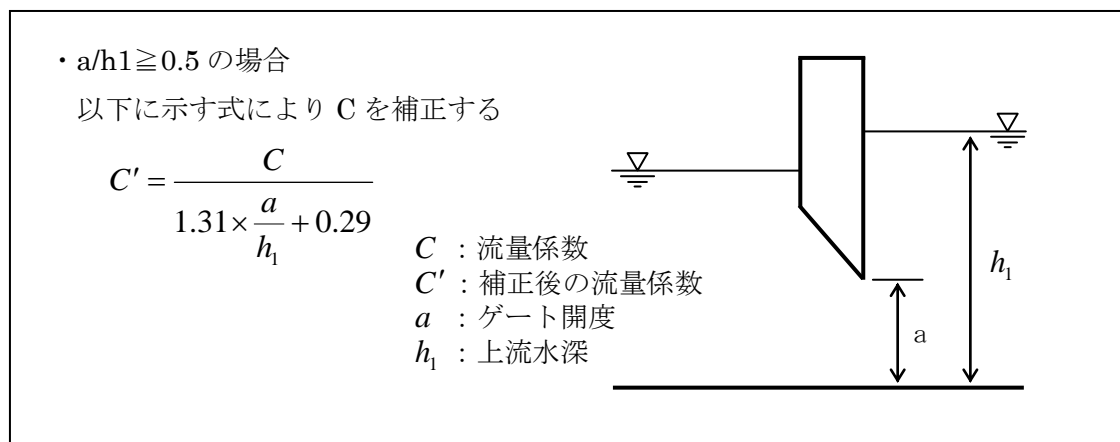 ・a/h1≧0.5 の場合
以下に示す式により C を補正する
C′ = C / (1.31× a/h₁ +0.29)
C ：流量係数
C′：補正後の流量係数
a ：ゲート開度
h₁：上流水深
h₁
a